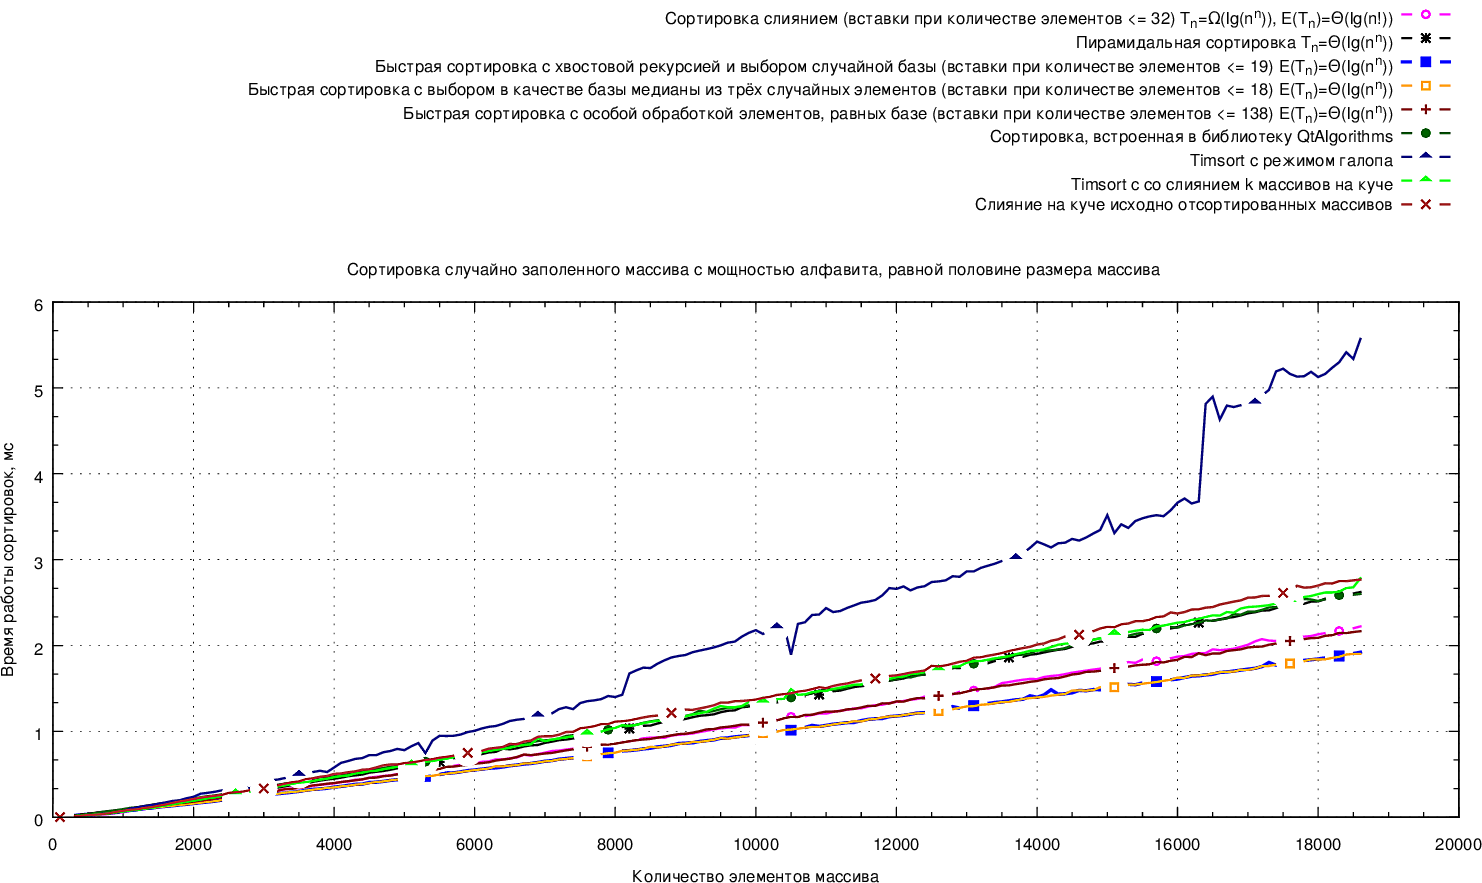 Сортировка слиянием (вставки при количестве элементов <= 32) Tₙ=Ω(lg(nⁿ)), E(Tₙ)=Θ(lg(n!))
Пирамидальная сортировка Tₙ=Θ(lg(nⁿ))
Быстрая сортировка с хвостовой рекурсией и выбором случайной базы (вставки при количестве элементов <= 19) E(Tₙ)=Θ(lg(nⁿ))
Быстрая сортировка с выбором в качестве базы медианы из трёх случайных элементов (вставки при количестве элементов <= 18) E(Tₙ)=Θ(lg(nⁿ))
Быстрая сортировка с особой обработкой элементов, равных базе (вставки при количестве элементов <= 138) E(Tₙ)=Θ(lg(nⁿ))
Сортировка, встроенная в библиотеку QtAlgorithms
Timsort с режимом галопа
Timsort с со слиянием k массивов на куче
Слияние на куче исходно отсортированных массивов
Сортировка случайно заполенного массива с мощностью алфавита, равной половине размера массива
Время работы сортировок, мс
6
5
4
3
2
1
0
0 2000 4000 6000 8000 10000 12000 14000 16000 18000 20000
Количество элементов массива